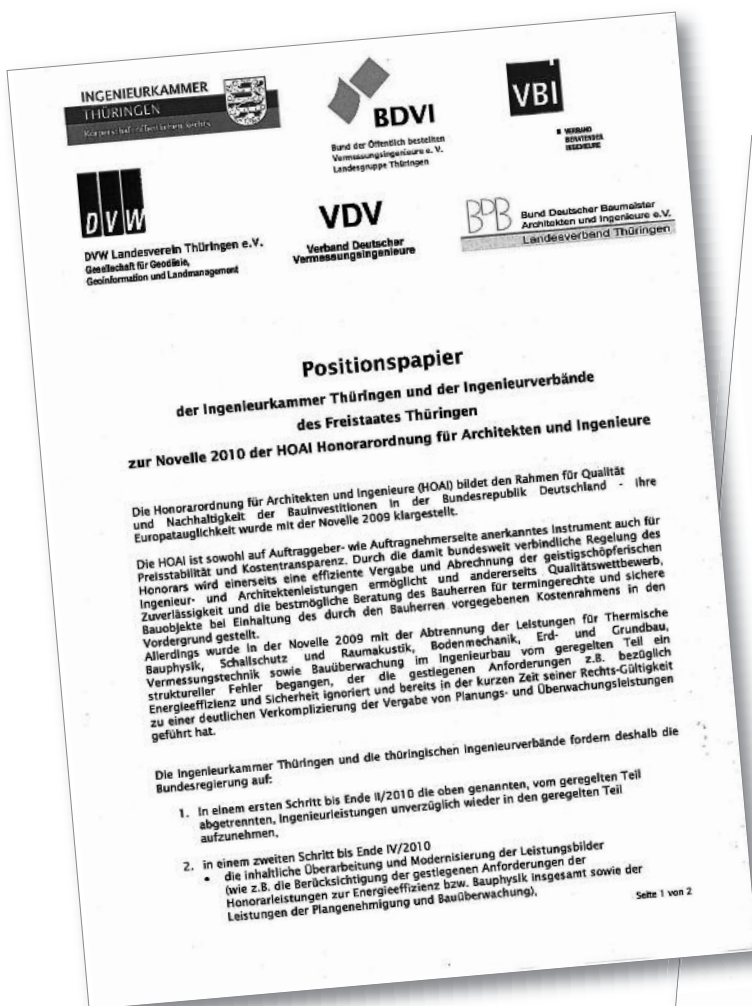 INGENIEURKAMMER
THÜRINGEN
Körperschaft öffentlichen Rechts
BDVI
Bund der Öffentlich bestellten
Vermessungsingenieure e. V.
Landesgruppe Thüringen
VBI
VERBAND
BERATENDER
INGENIEURE
DVW
DVW Landesverein Thüringen e.V.
Gesellschaft für Geodäsie,
Geoinformation und Landmanagement
VDV
Verband Deutscher
Vermessungsingenieure
BDB
Bund Deutscher Baumeister
Architekten und Ingenieure e.V.
Landesverband Thüringen
Positionspapier
der Ingenieurkammer Thüringen und der Ingenieurverbände
des Freistaates Thüringen
zur Novelle 2010 der HOAI Honorarordnung für Architekten und Ingenieure
Die Honorarordnung für Architekten und Ingenieure (HOAI) bildet den Rahmen für Qualität
und Nachhaltigkeit der Bauinvestitionen in der Bundesrepublik Deutschland - ihre
Europatauglichkeit wurde mit der Novelle 2009 klargestellt.
Die HOAI ist sowohl auf Auftraggeber- wie Auftragnehmerseite anerkanntes Instrument auch für
Preisstabilität und Kostentransparenz. Durch die damit bundesweit verbindliche Regelung des
Honorars wird einerseits eine effiziente Vergabe und Abrechnung der geistigschöpferischen
Ingenieur- und Architektenleistungen ermöglicht und andererseits Qualitätswettbewerb,
Zuverlässigkeit und die bestmögliche Beratung des Bauherren für termingerechte und sichere
Bauobjekte bei Einhaltung des durch den Bauherren vorgegebenen Kostenrahmens in den
Vordergrund gestellt.
Allerdings wurde in der Novelle 2009 mit der Abtrennung der Leistungen für Thermische
Bauphysik, Schallschutz und Raumakustik, Bodenmechanik, Erd- und Grundbau,
Vermessungstechnik sowie Bauüberwachung im Ingenieurbau vom geregelten Teil ein
struktureller Fehler begangen, der die gestiegenen Anforderungen z.B. bezüglich
Energieeffizienz und Sicherheit ignoriert und bereits in der kurzen Zeit seiner Rechts-Gültigkeit
zu einer deutlichen Verkomplizierung der Vergabe von Planungs- und Überwachungsleistungen
geführt hat.
Die Ingenieurkammer Thüringen und die thüringischen Ingenieurverbände fordern deshalb die
Bundesregierung auf:
1. In einem ersten Schritt bis Ende II/2010 die oben genannten, vom geregelten Teil
abgetrennten, Ingenieurleistungen unverzüglich wieder in den geregelten Teil
aufzunehmen,
2. in einem zweiten Schritt bis Ende IV/2010
• die inhaltliche Überarbeitung und Modernisierung der Leistungsbilder
(wie z.B. die Berücksichtigung der gestiegenen Anforderungen der
Honorarleistungen zur Energieeffizienz bzw. Bauphysik insgesamt sowie der
Leistungen der Plangenehmigung und Bauüberwachung),
Seite 1 von 2